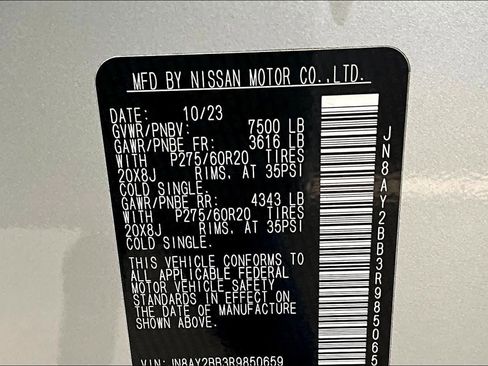 MFD BY NISSAN MOTOR CO.,LTD.
DATE: 10/23
GVWR/PNBV: 7500 LB
GAWR/PNBE FR: 3616 LB
WITH P275/60R20 TIRES
20X8J RIMS, AT 35PSI
COLD SINGLE.
GAWR/PNBE RR: 4343 LB
WITH P275/60R20 TIRES
20X8J RIMS, AT 35PSI
COLD SINGLE.
THIS VEHICLE CONFORMS TO
ALL APPLICABLE FEDERAL
MOTOR VEHICLE SAFETY
STANDARDS IN EFFECT ON
THE DATE OF MANUFACTURE
SHOWN ABOVE.
VIN: JN8AY2BB3R9850659
JN8AY2BB3R985065